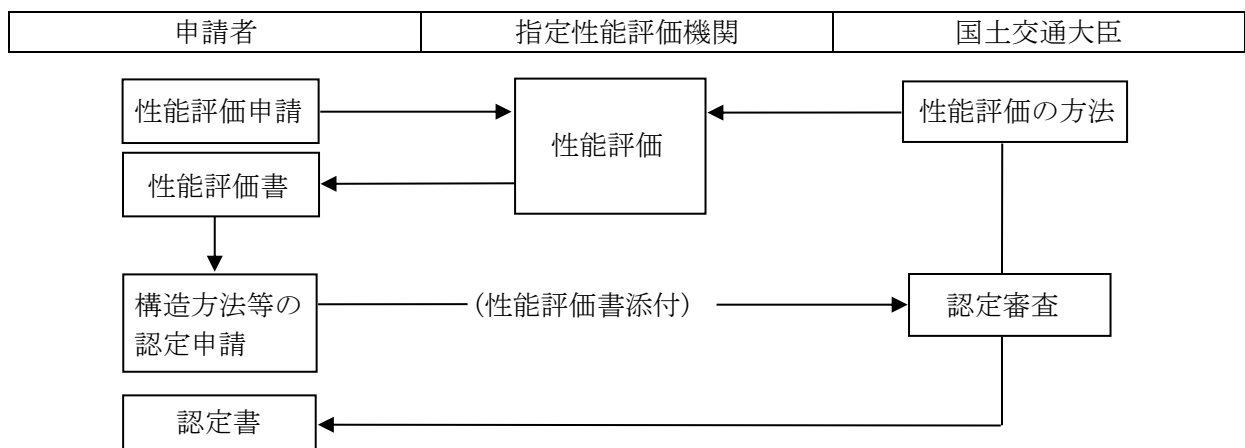 申請者
指定性能評価機関
国土交通大臣
性能評価申請
性能評価
性能評価の方法
性能評価書
構造方法等の
認定申請
(性能評価書添付)
認定審査
認定書